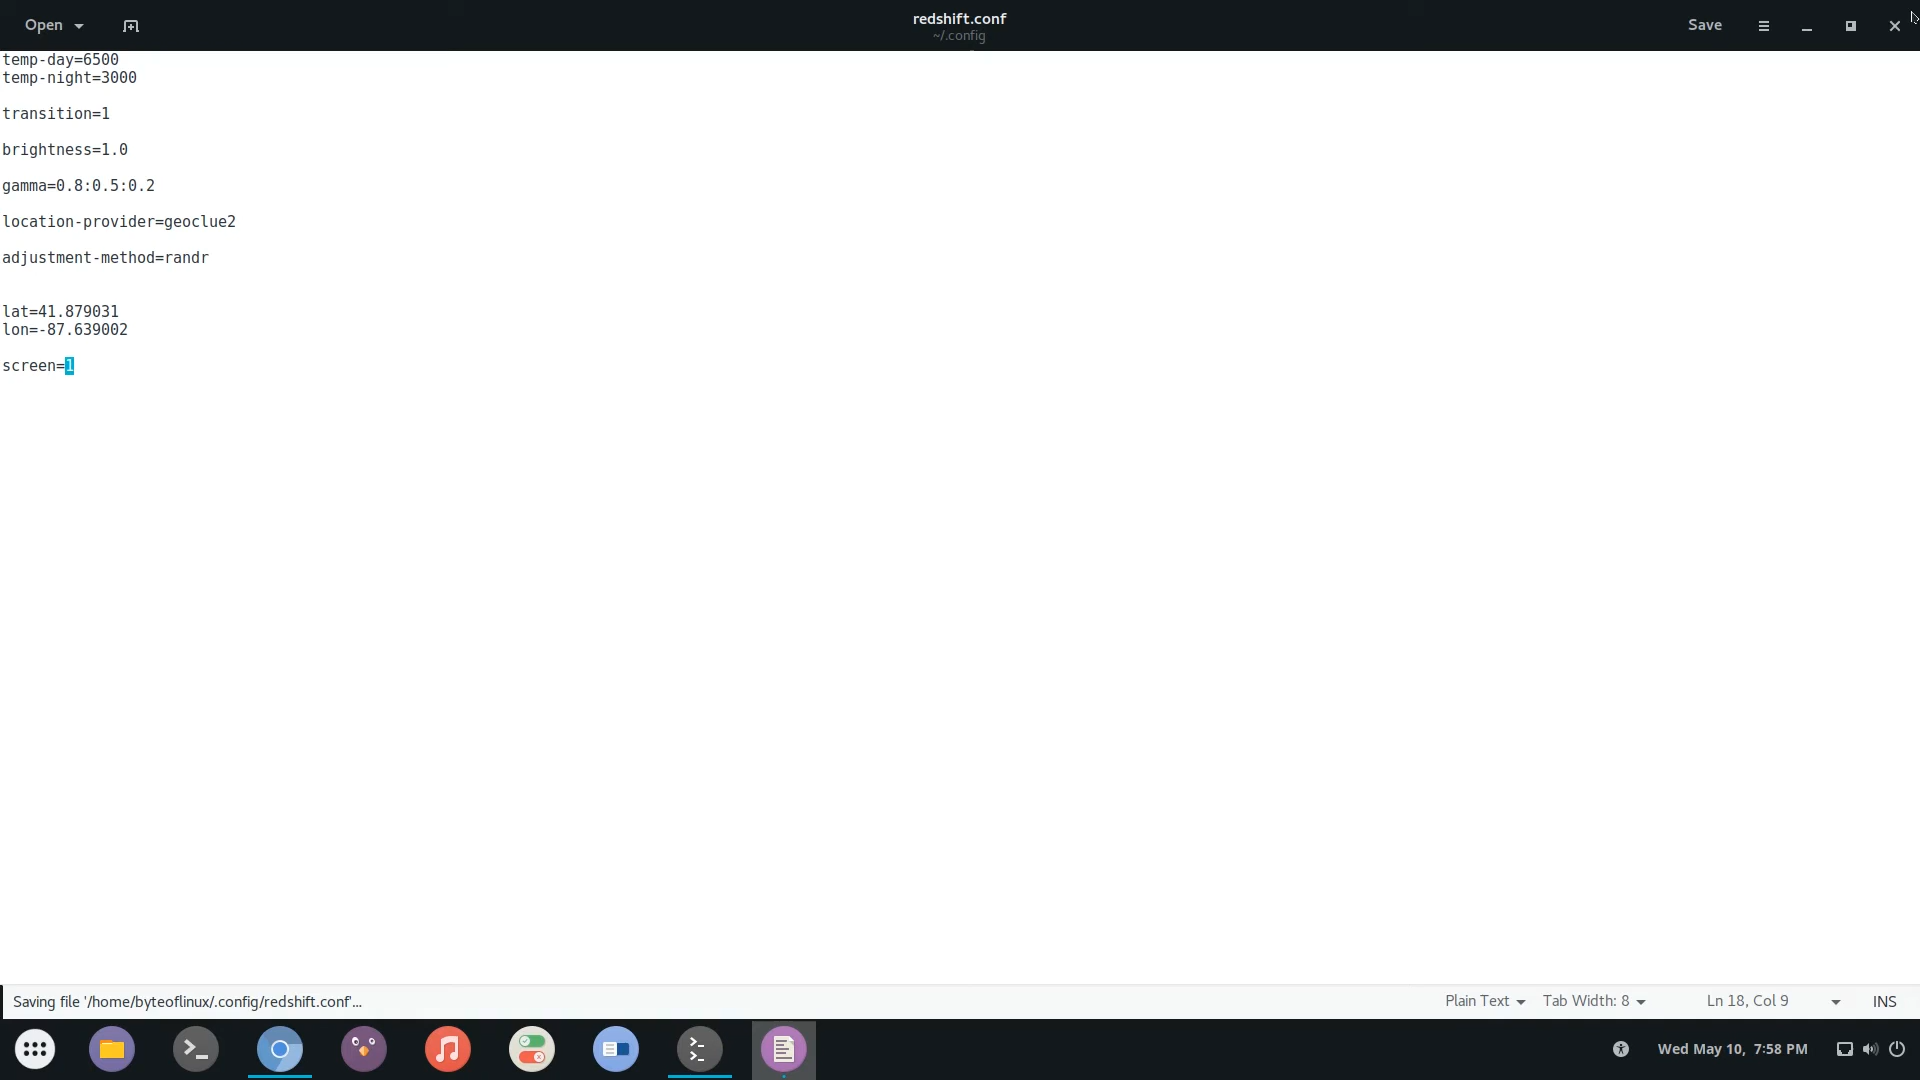 Open
redshift.conf
~/.config
Save
temp-day=6500
temp-night=3000
transition=1
brightness=1.0
gamma=0.8:0.5:0.2
location-provider=geoclue2
adjustment-method=randr
lat=41.879031
lon=-87.639002
screen=1
Saving file '/home/byteoflinux/.config/redshift.conf'...
Plain Text
Tab Width: 8
Ln 18, Col 9
INS
Wed May 10, 7:58 PM